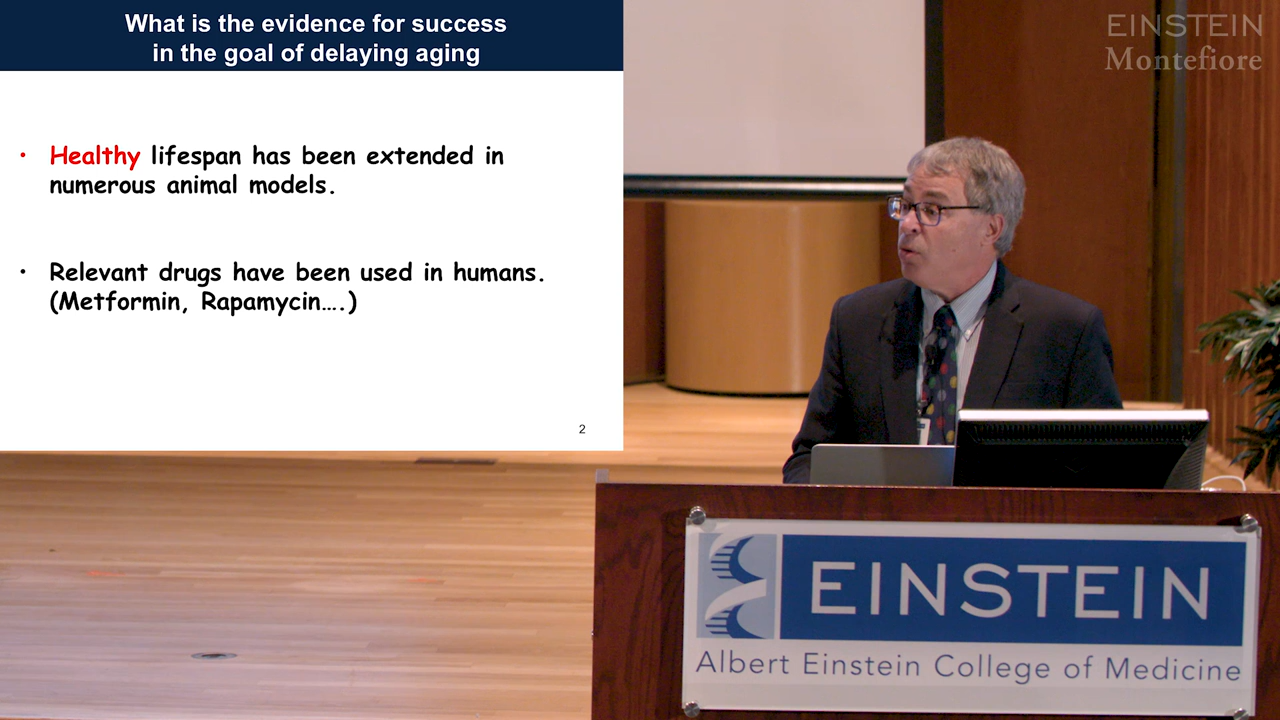 What is the evidence for success
in the goal of delaying aging
• Healthy lifespan has been extended in
numerous animal models.
• Relevant drugs have been used in humans.
(Metformin, Rapamycin….)
2
EINSTEIN
Montefiore
EINSTEIN
Albert Einstein College of Medicine